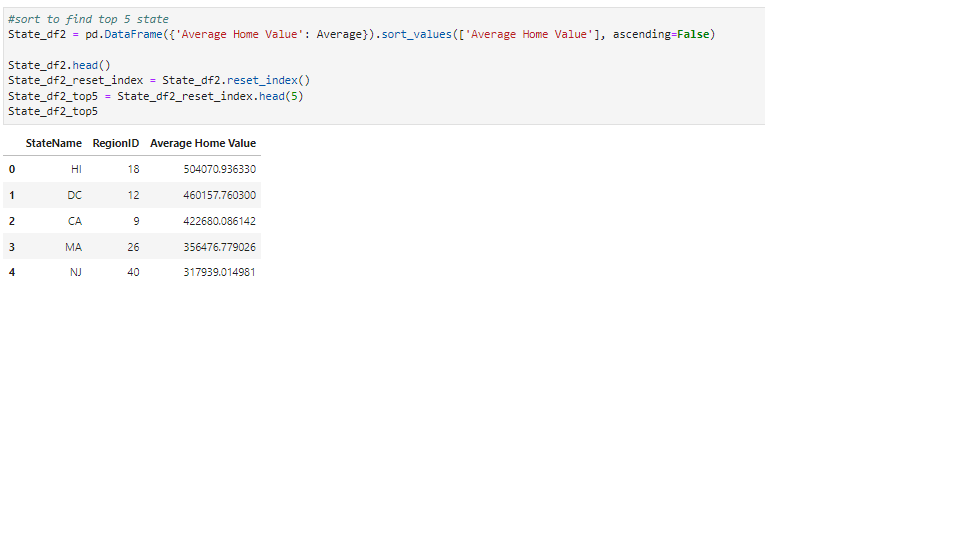 #sort to find top 5 state
State_df2 = pd.DataFrame({'Average Home Value': Average}).sort_values(['Average Home Value'], ascending=False)
State_df2.head()
State_df2_reset_index = State_df2.reset_index()
State_df2_top5 = State_df2_reset_index.head(5)
State_df2_top5
StateName RegionID Average Home Value
0 HI 18 504070.936330
1 DC 12 460157.760300
2 CA 9 422680.086142
3 MA 26 356476.779026
4 NJ 40 317939.014981